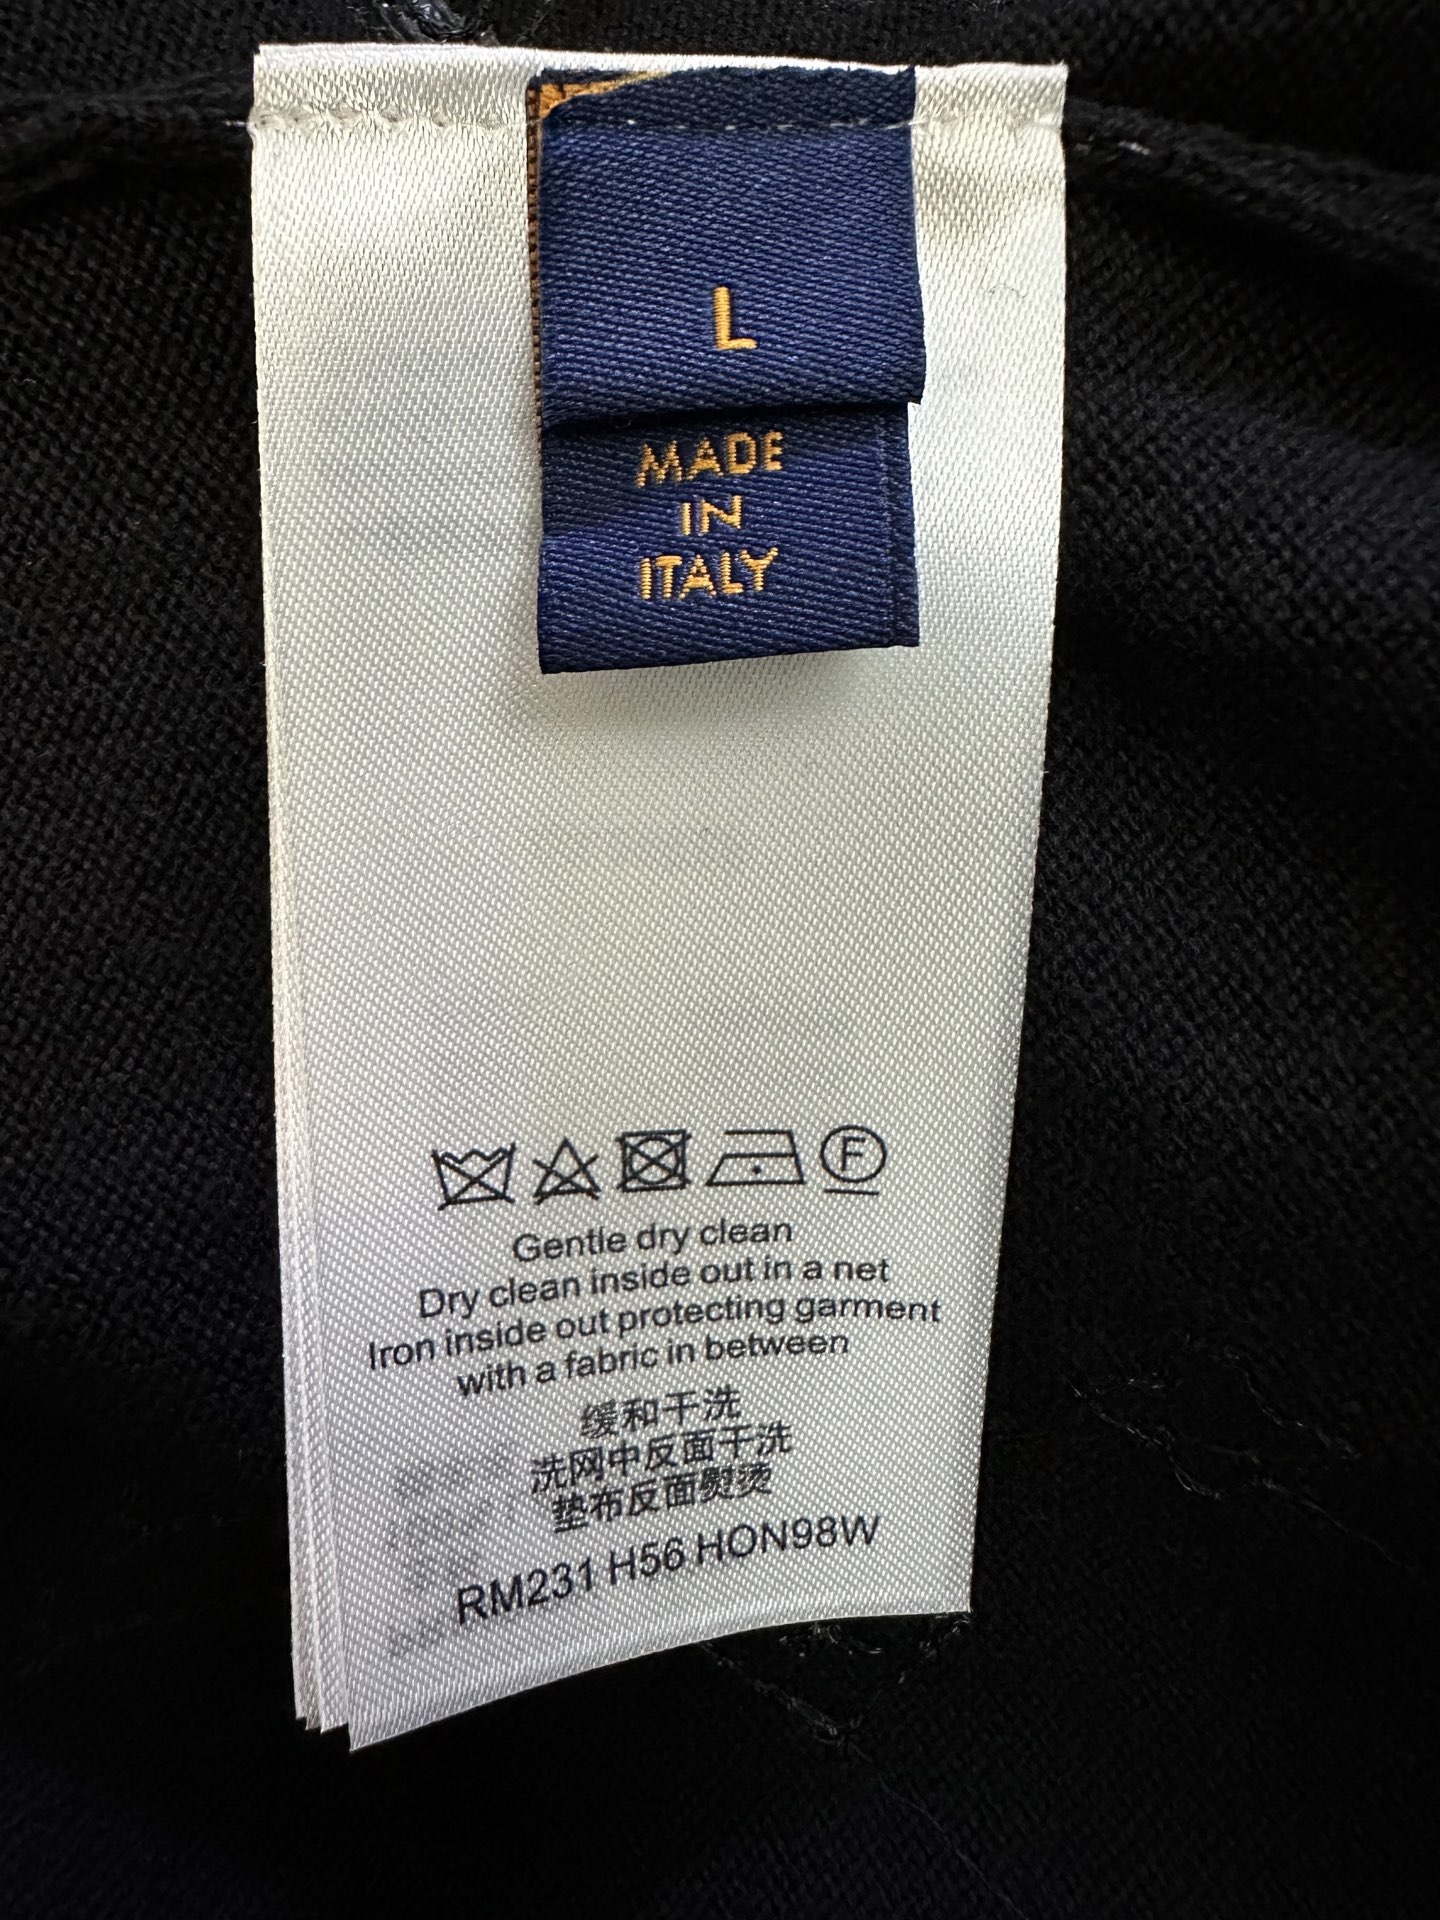 L
MADE
IN
ITALY
F
Gentle dry clean
Dry clean inside out in a net
Iron inside out protecting garment
with a fabric in between
缓和干洗
洗网中反面干洗
垫布反面熨烫
RM231 H56 HON98W